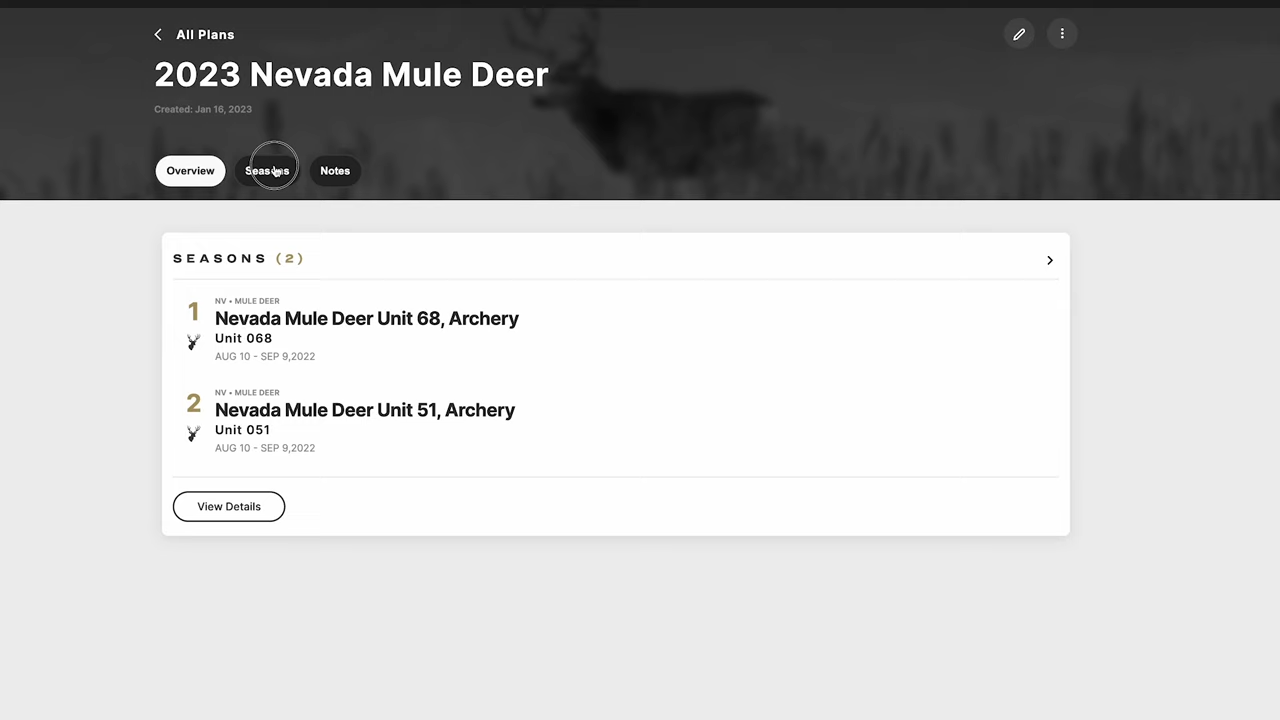 All Plans
2023 Nevada Mule Deer
Created: Jan 16, 2023
Overview
Seasons
Notes
SEASONS (2)
1
NV • MULE DEER
Nevada Mule Deer Unit 68, Archery
Unit 068
AUG 10 - SEP 9,2022
2
NV • MULE DEER
Nevada Mule Deer Unit 51, Archery
Unit 051
AUG 10 - SEP 9,2022
View Details